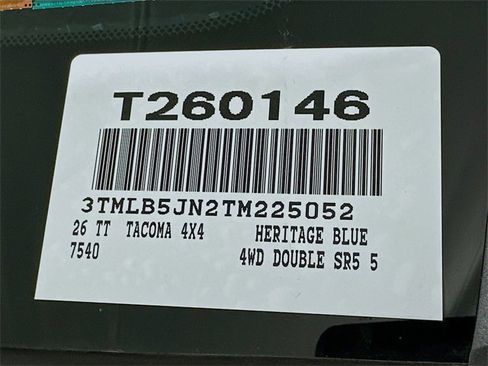 T260146
3TMLB5JN2TM225052
26 TT TACOMA 4X4 HERITAGE BLUE
7540 4WD DOUBLE SR5 5